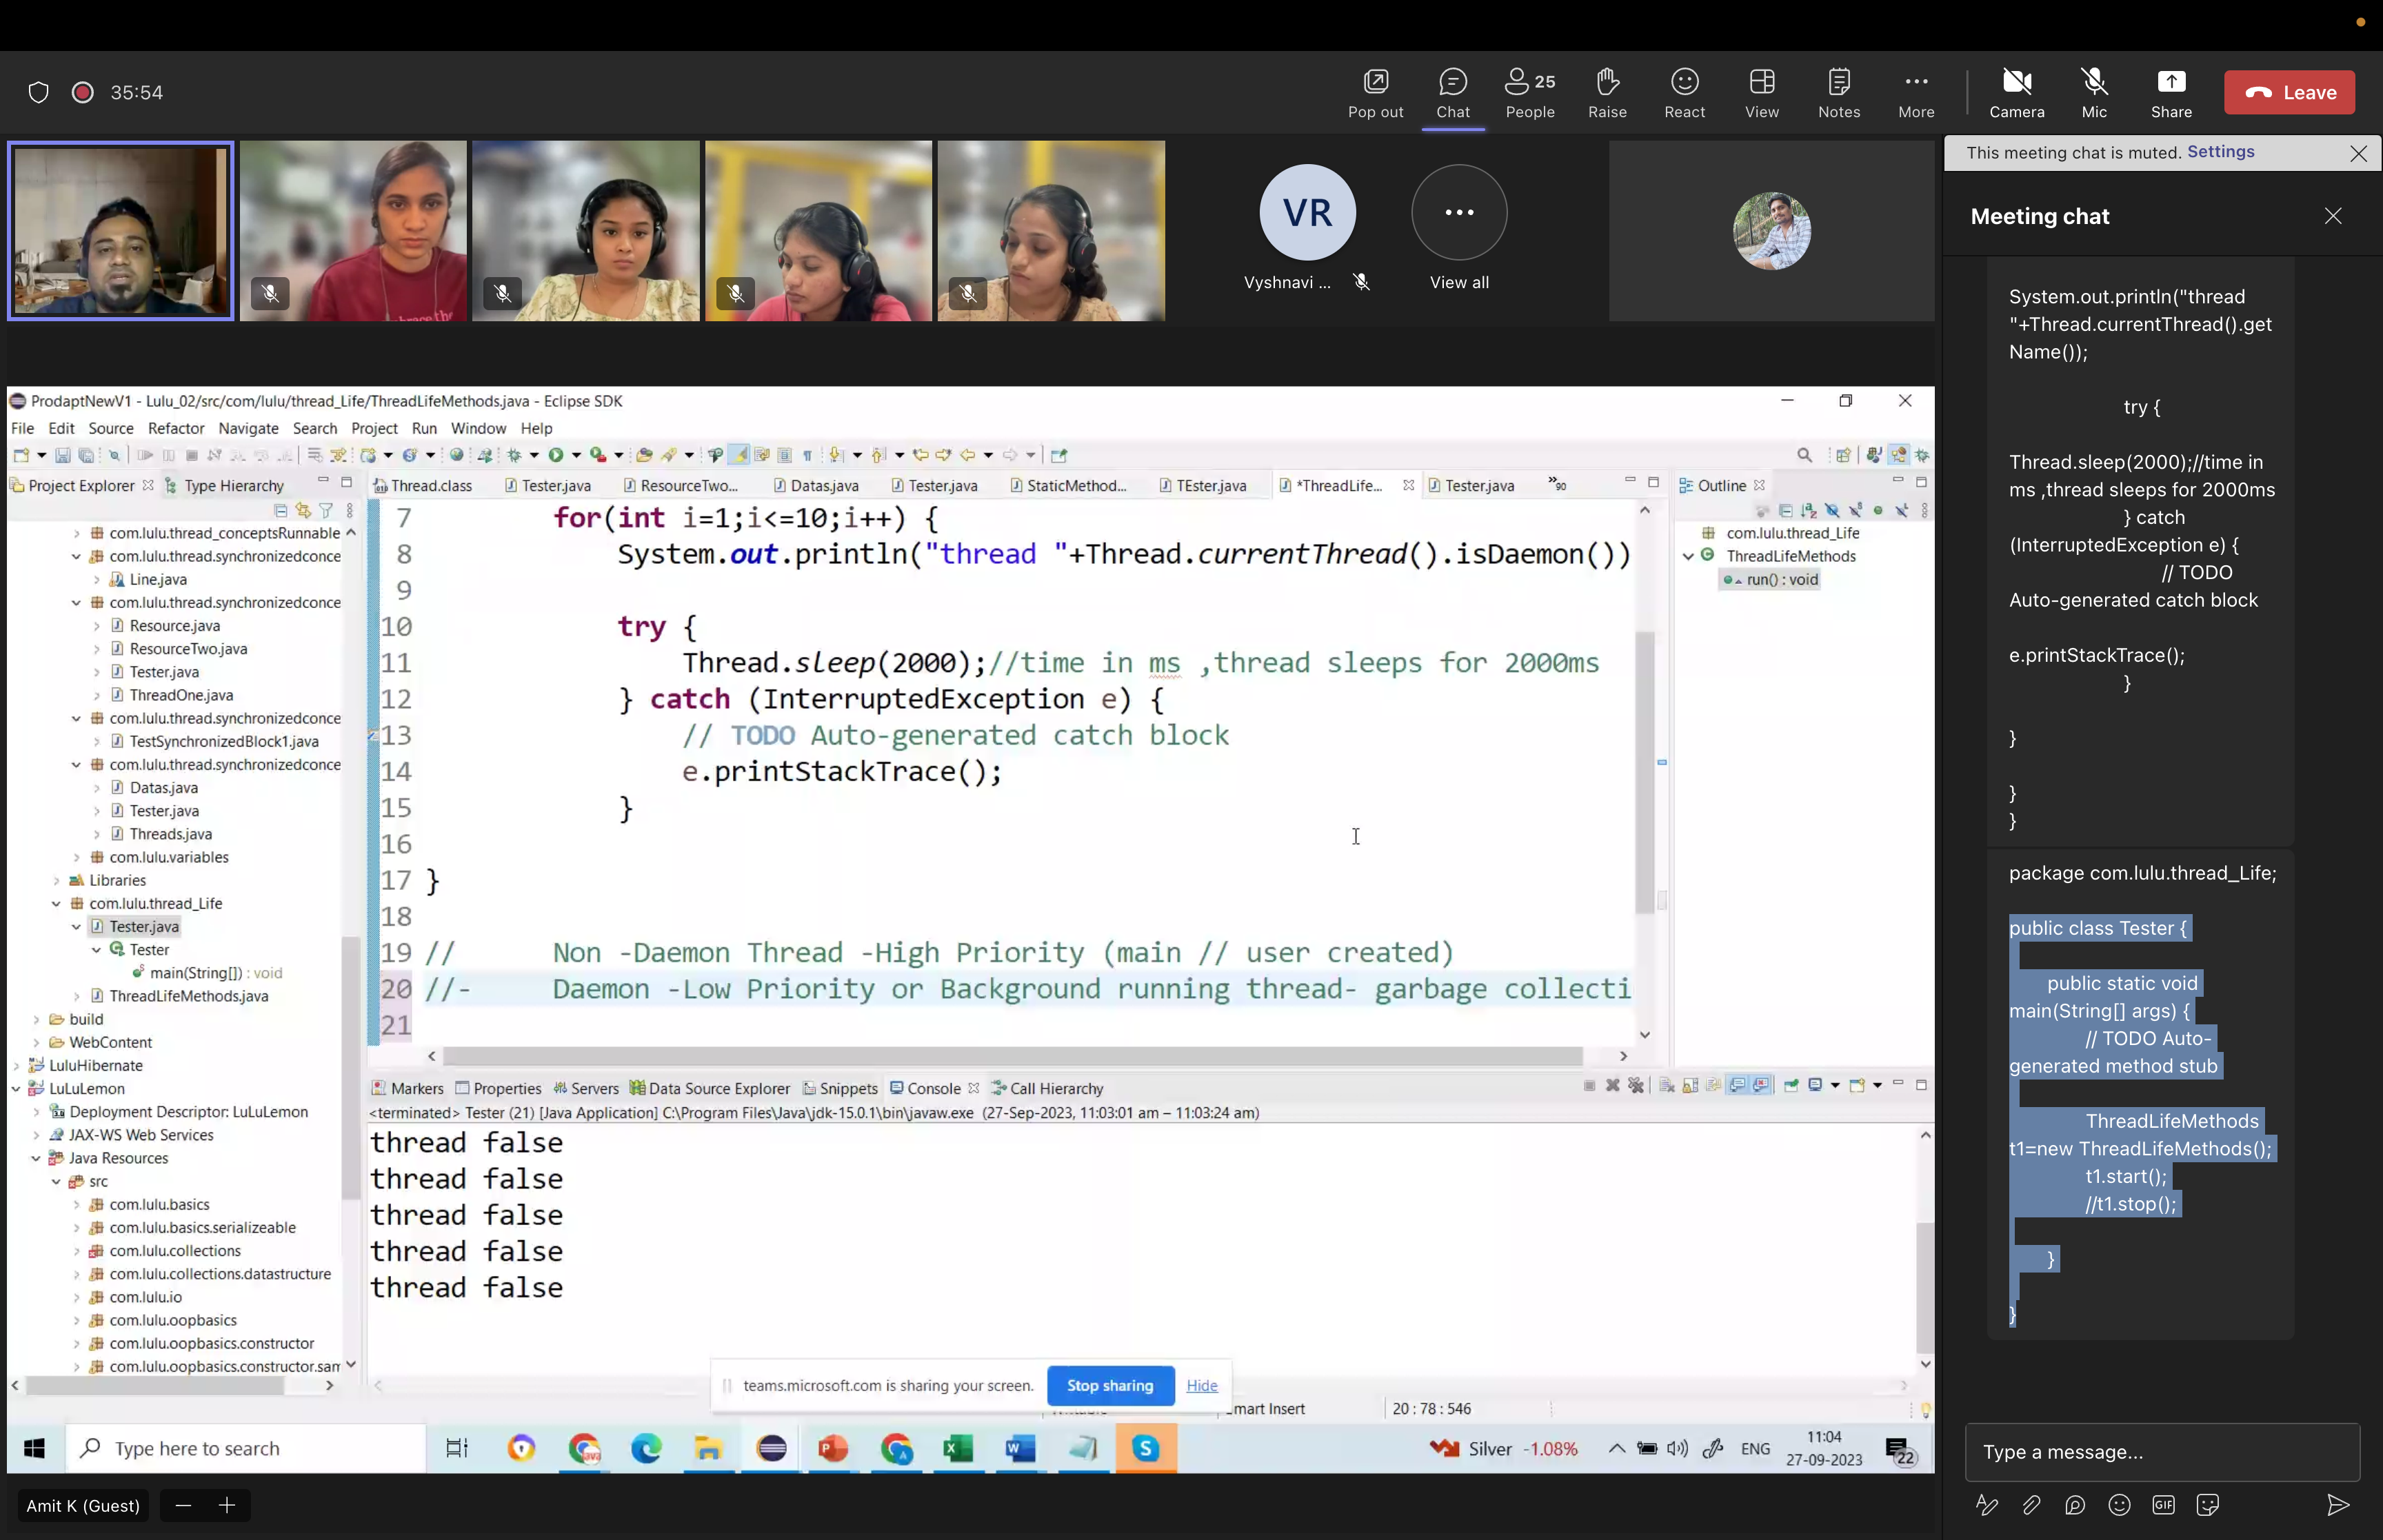 35:54
Pop out
Chat
25
People
Raise
React
View
Notes
More
Camera
Mic
Share
Leave
VR
Vyshnavi ...
View all
This meeting chat is muted. Settings
Meeting chat
System.out.println("thread
"+Thread.currentThread().get
Name());
try {
Thread.sleep(2000);//time in
ms ,thread sleeps for 2000ms
} catch
(InterruptedException e) {
// TODO
Auto-generated catch block
e.printStackTrace();
}
}
}
}
package com.lulu.thread_Life;
public class Tester {
public static void
main(String[] args) {
// TODO Auto-
generated method stub
ThreadLifeMethods
t1=new ThreadLifeMethods();
t1.start();
//t1.stop();
}
}
Type a message...
GIF
ProdaptNewV1 - Lulu_02/src/com/lulu/thread_Life/ThreadLifeMethods.java - Eclipse SDK
File Edit Source Refactor Navigate Search Project Run Window Help
Project Explorer Type Hierarchy
Thread.class Tester.java ResourceTwo... Datas.java Tester.java StaticMethod... TEster.java *ThreadLife... Tester.java 90
Outline
com.lulu.thread_conceptsRunnable
com.lulu.thread.synchronizedconce
Line.java
com.lulu.thread.synchronizedconce
Resource.java
ResourceTwo.java
Tester.java
ThreadOne.java
com.lulu.thread.synchronizedconce
TestSynchronizedBlock1.java
com.lulu.thread.synchronizedconce
Datas.java
Tester.java
Threads.java
com.lulu.variables
Libraries
com.lulu.thread_Life
Tester.java
Tester
main(String[]) : void
ThreadLifeMethods.java
build
WebContent
LuluHibernate
LuLuLemon
Deployment Descriptor: LuLuLemon
JAX-WS Web Services
Java Resources
src
com.lulu.basics
com.lulu.basics.serializeable
com.lulu.collections
com.lulu.collections.datastructure
com.lulu.io
com.lulu.oopbasics
com.lulu.oopbasics.constructor
com.lulu.oopbasics.constructor.sam
7 for(int i=1;i<=10;i++) {
8 System.out.println("thread "+Thread.currentThread().isDaemon())
9
10 try {
11 Thread.sleep(2000);//time in ms ,thread sleeps for 2000ms
12 } catch (InterruptedException e) {
13 // TODO Auto-generated catch block
14 e.printStackTrace();
15 }
16
17 }
18
19 // Non -Daemon Thread -High Priority (main // user created)
20 //- Daemon -Low Priority or Background running thread- garbage collecti
21
com.lulu.thread_Life
ThreadLifeMethods
run() : void
Markers Properties Servers Data Source Explorer Snippets Console Call Hierarchy
<terminated> Tester (21) [Java Application] C:\Program Files\Java\jdk-15.0.1\bin\javaw.exe (27-Sep-2023, 11:03:01 am – 11:03:24 am)
thread false
thread false
thread false
thread false
thread false
teams.microsoft.com is sharing your screen. Stop sharing Hide
mart Insert
20 : 78 : 546
Type here to search
Silver -1.08%
ENG
11:04
27-09-2023
22
Amit K (Guest)